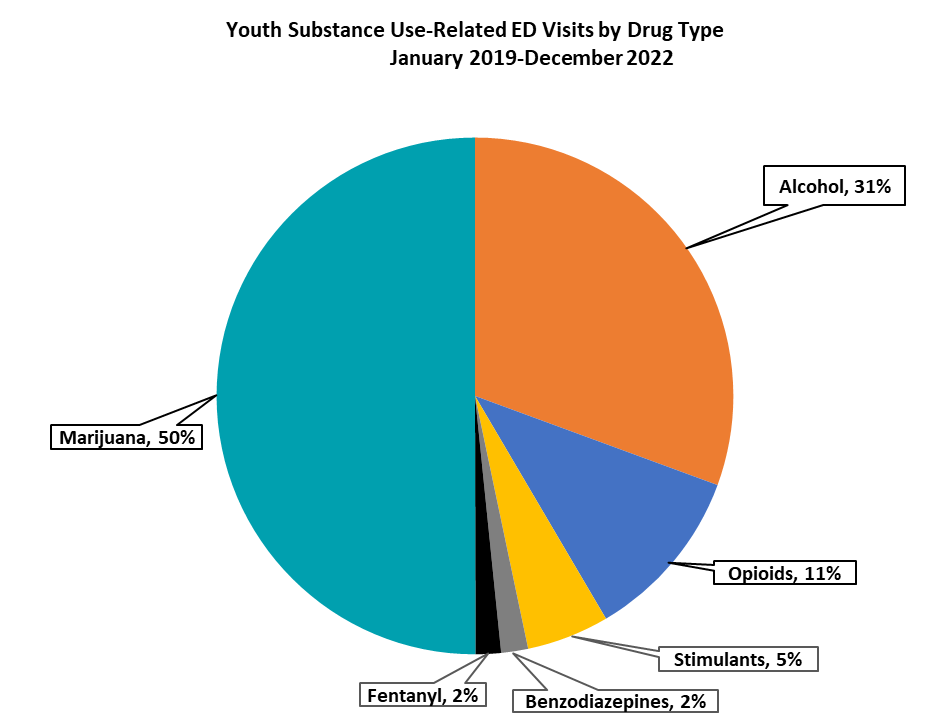 Youth Substance Use-Related ED Visits by Drug Type
January 2019-December 2022
Alcohol, 31%
Marijuana, 50%
Opioids, 11%
Stimulants, 5%
Fentanyl, 2%
Benzodiazepines, 2%